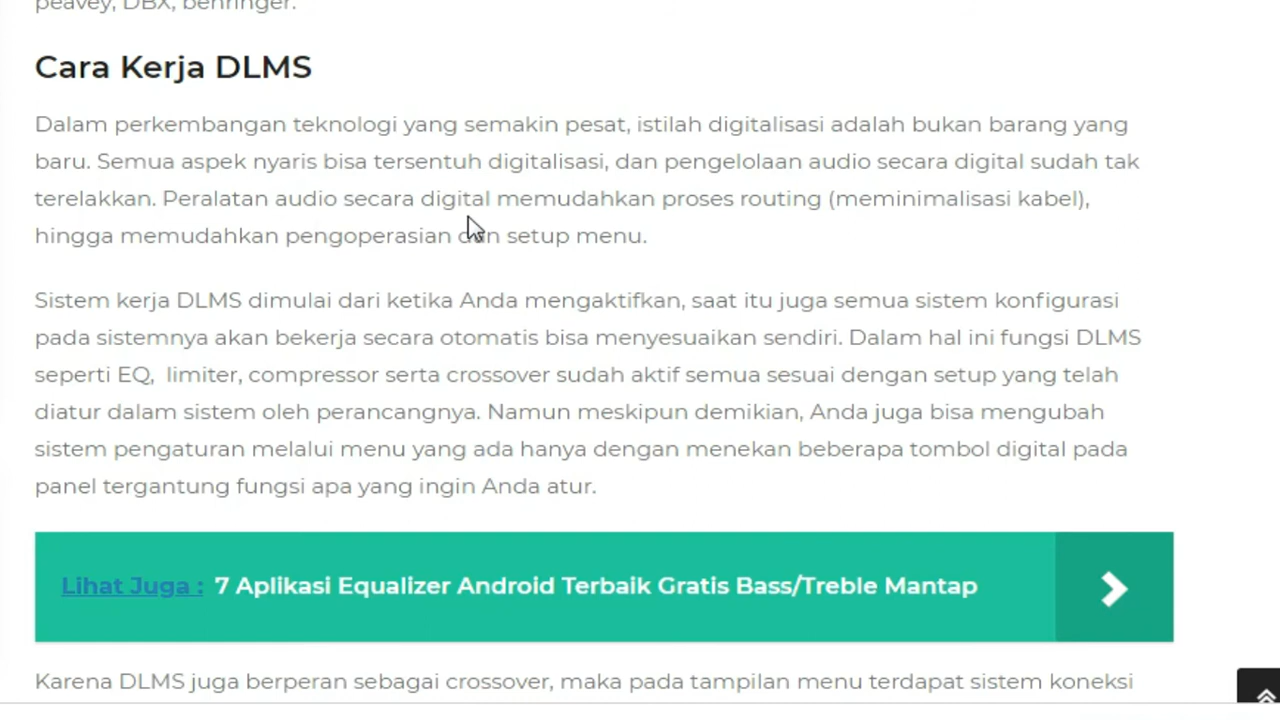 peavey, DBX, behringer.
Cara Kerja DLMS
Dalam perkembangan teknologi yang semakin pesat, istilah digitalisasi adalah bukan barang yang
baru. Semua aspek nyaris bisa tersentuh digitalisasi, dan pengelolaan audio secara digital sudah tak
terelakkan. Peralatan audio secara digital memudahkan proses routing (meminimalisasi kabel),
hingga memudahkan pengoperasian dan setup menu.
Sistem kerja DLMS dimulai dari ketika Anda mengaktifkan, saat itu juga semua sistem konfigurasi
pada sistemnya akan bekerja secara otomatis bisa menyesuaikan sendiri. Dalam hal ini fungsi DLMS
seperti EQ,  limiter, compressor serta crossover sudah aktif semua sesuai dengan setup yang telah
diatur dalam sistem oleh perancangnya. Namun meskipun demikian, Anda juga bisa mengubah
sistem pengaturan melalui menu yang ada hanya dengan menekan beberapa tombol digital pada
panel tergantung fungsi apa yang ingin Anda atur.
Lihat Juga : 7 Aplikasi Equalizer Android Terbaik Gratis Bass/Treble Mantap
Karena DLMS juga berperan sebagai crossover, maka pada tampilan menu terdapat sistem koneksi